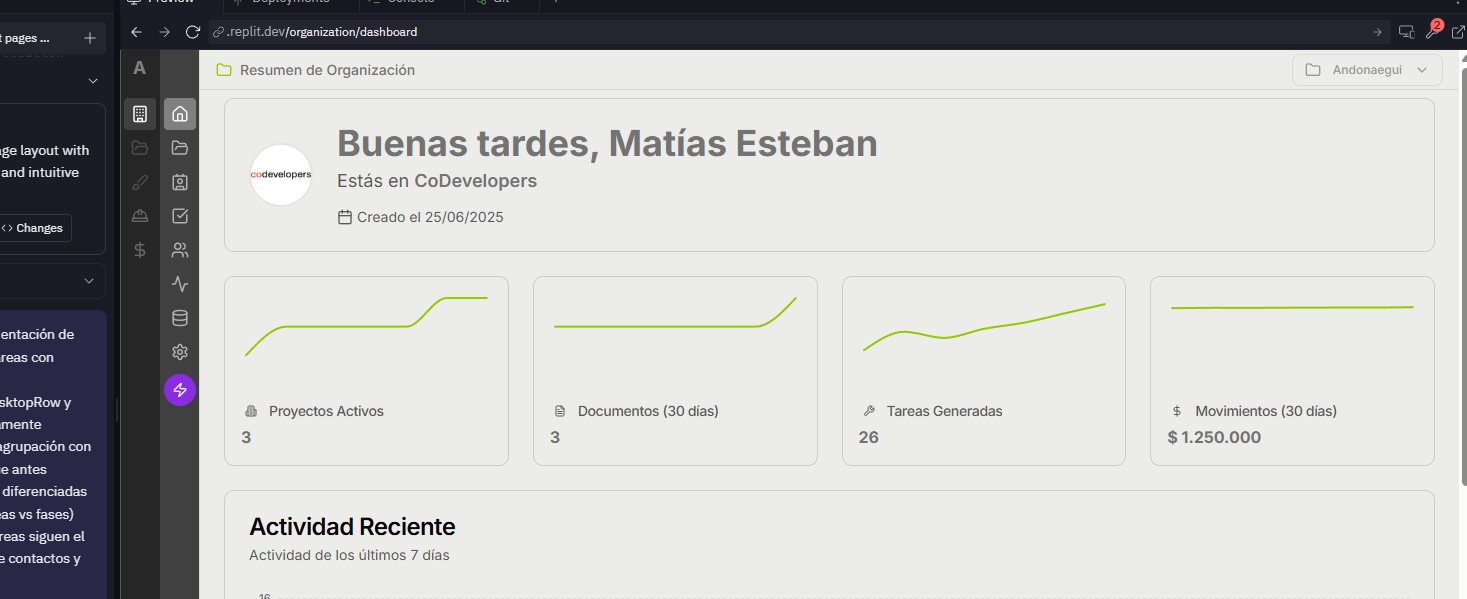 Preview
Deployments
Console
Git
t pages ...
.replit.dev/organization/dashboard
2
A
Resumen de Organización
Andonaegui
age layout with
and intuitive
Changes
Buenas tardes, Matías Esteban
codevelopers
Estás en CoDevelopers
Creado el 25/06/2025
entación de
areas con
sktopRow y
amente
agrupación con
ue antes
diferenciadas
eas vs fases)
reas siguen el
e contactos y
Proyectos Activos
3
Documentos (30 días)
3
Tareas Generadas
26
Movimientos (30 días)
$ 1.250.000
Actividad Reciente
Actividad de los últimos 7 días
16